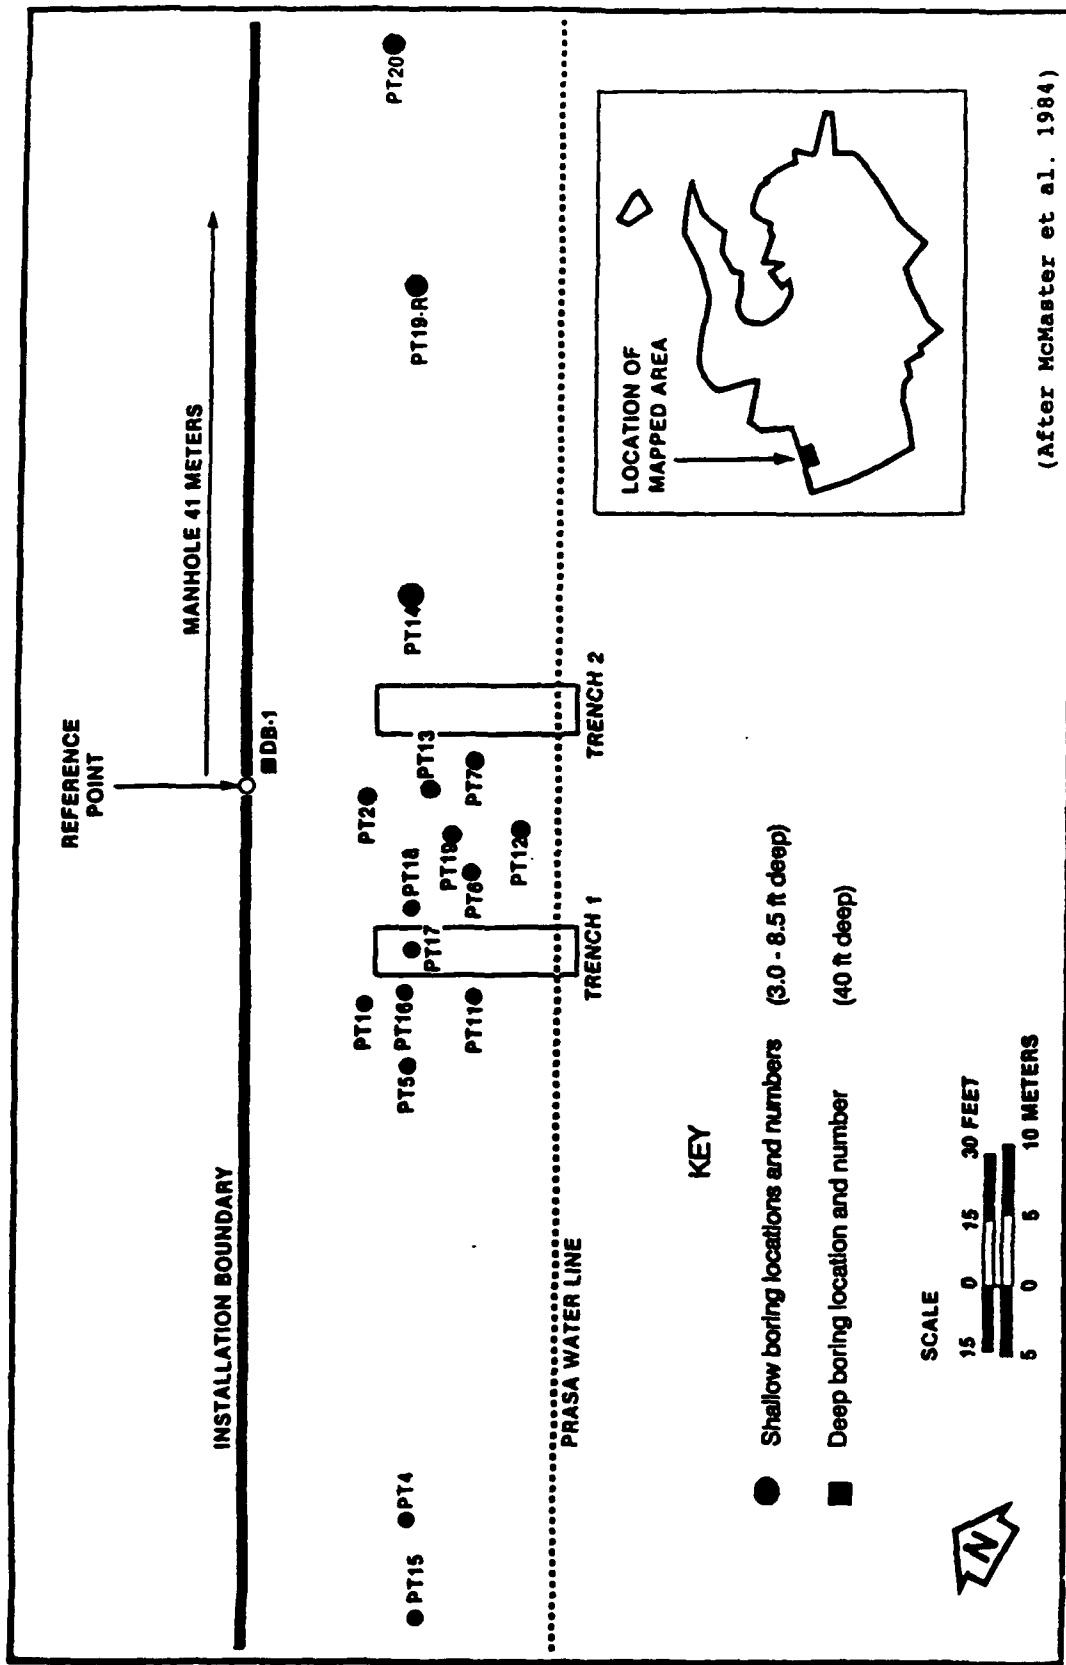 REFERENCE
POINT
MANHOLE 41 METERS
INSTALLATION BOUNDARY
DB-1
PT20
PT19-R
PT14
PT2
PT13
PT18
PT19
PT7
PT6
PT12
PT17
PT1
PT16
PT5
PT11
PT4
PT15
TRENCH 1
TRENCH 2
PRASA WATER LINE
LOCATION OF
MAPPED AREA
KEY
Shallow boring locations and numbers (3.0 - 8.5 ft deep)
Deep boring location and number (40 ft deep)
SCALE
15 0 15 30 FEET
5 0 5 10 METERS
N
(After McMaster et al. 1984)